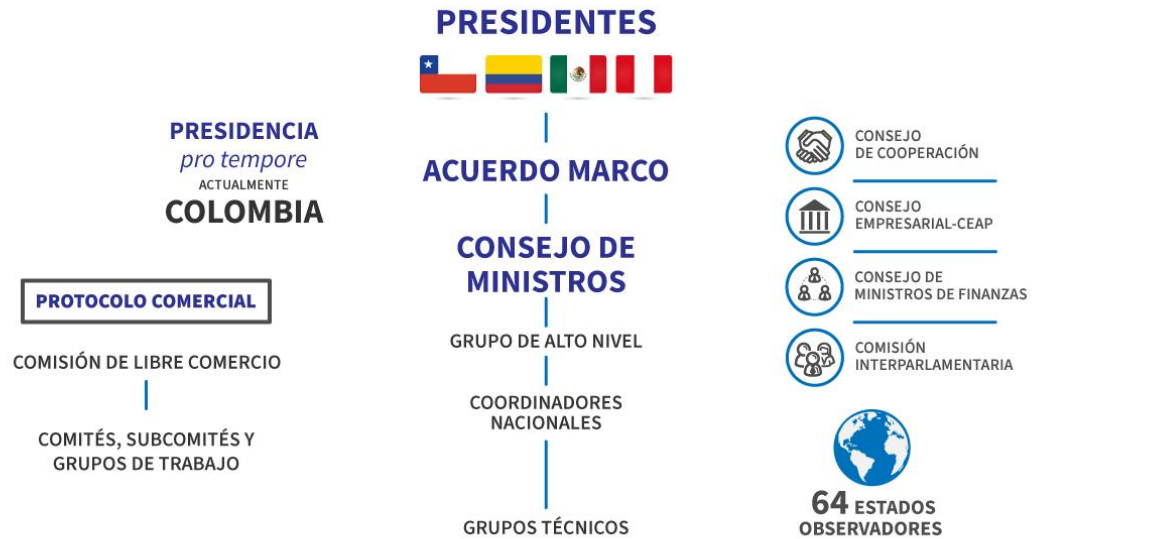 PRESIDENTES
PRESIDENCIA
pro tempore
ACTUALMENTE
COLOMBIA
PROTOCOLO COMERCIAL
COMISIÓN DE LIBRE COMERCIO
COMITÉS, SUBCOMITÉS Y
GRUPOS DE TRABAJO
ACUERDO MARCO
CONSEJO DE
MINISTROS
GRUPO DE ALTO NIVEL
COORDINADORES
NACIONALES
GRUPOS TÉCNICOS
CONSEJO
DE COOPERACIÓN
CONSEJO
EMPRESARIAL-CEAP
CONSEJO DE
MINISTROS DE FINANZAS
COMISIÓN
INTERPARLAMENTARIA
64 ESTADOS
OBSERVADORES